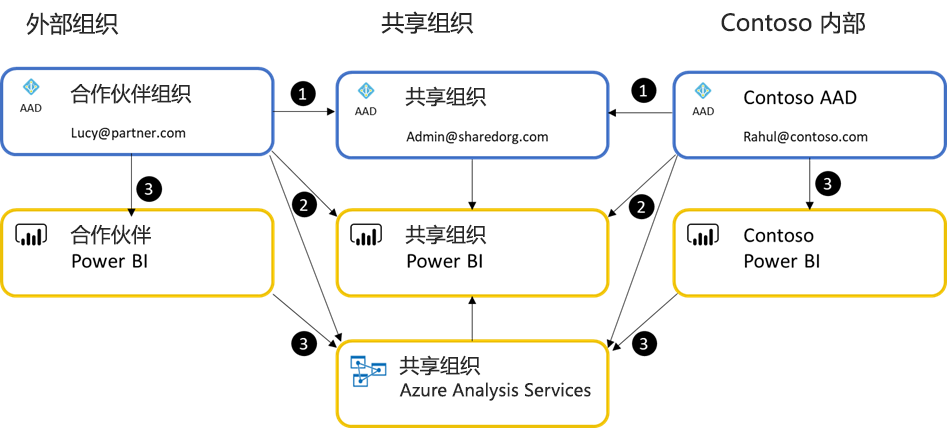 外部组织
共享组织
Contoso 内部
AAD
合作伙伴组织
Lucy@partner.com
1
AAD
共享组织
Admin@sharedorg.com
1
AAD
Contoso AAD
Rahul@contoso.com
3
2
2
3
合作伙伴
Power BI
共享组织
Power BI
Contoso
Power BI
3
3
共享组织
Azure Analysis Services